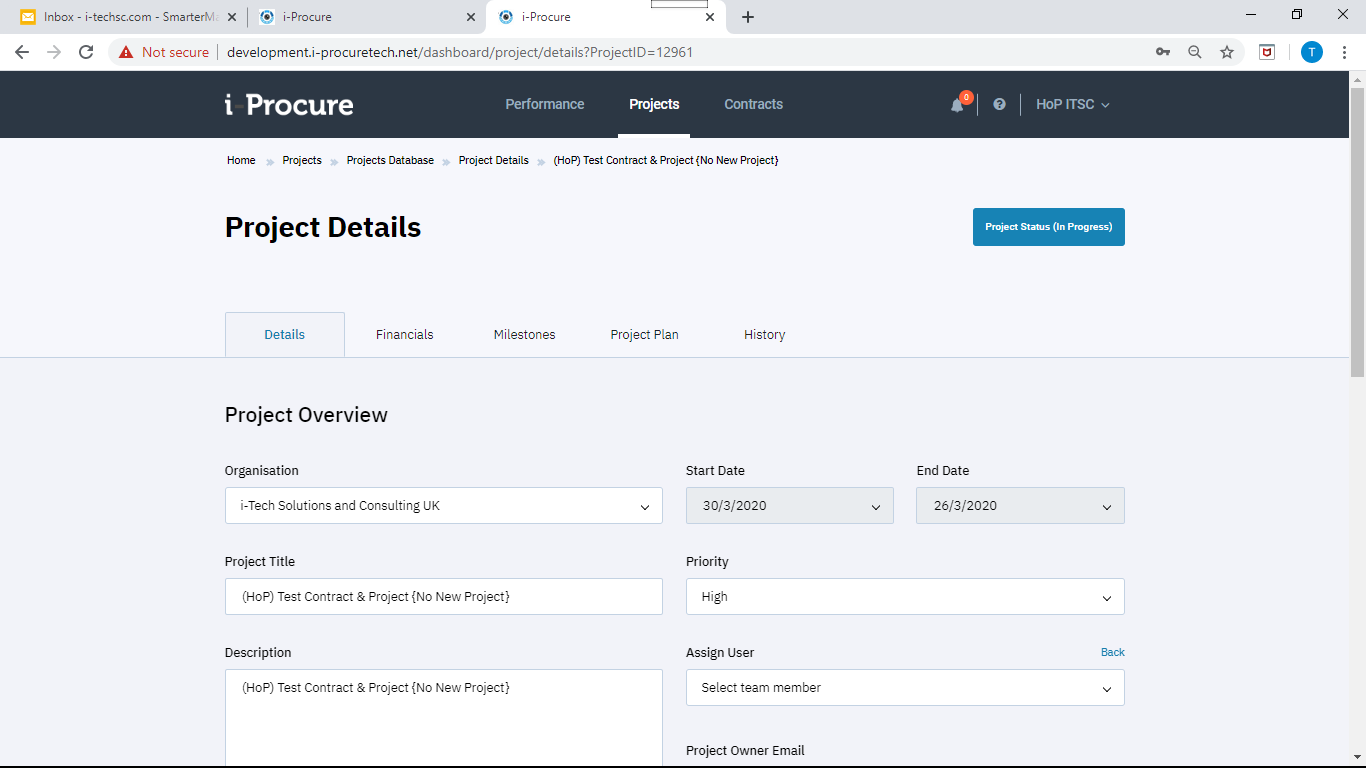 Inbox - i-techsc.com - SmarterMa
i-Procure
i-Procure
Not secure
development.i-procuretech.net/dashboard/project/details?ProjectID=12961
T
i-Procure
Performance
Projects
Contracts
0
?
HoP ITSC
Home » Projects » Projects Database » Project Details » (HoP) Test Contract & Project {No New Project}
Project Details
Project Status (In Progress)
Details
Financials
Milestones
Project Plan
History
Project Overview
Organisation
Start Date
End Date
i-Tech Solutions and Consulting UK
30/3/2020
26/3/2020
Project Title
Priority
(HoP) Test Contract & Project {No New Project}
High
Description
Assign User
Back
(HoP) Test Contract & Project {No New Project}
Select team member
Project Owner Email